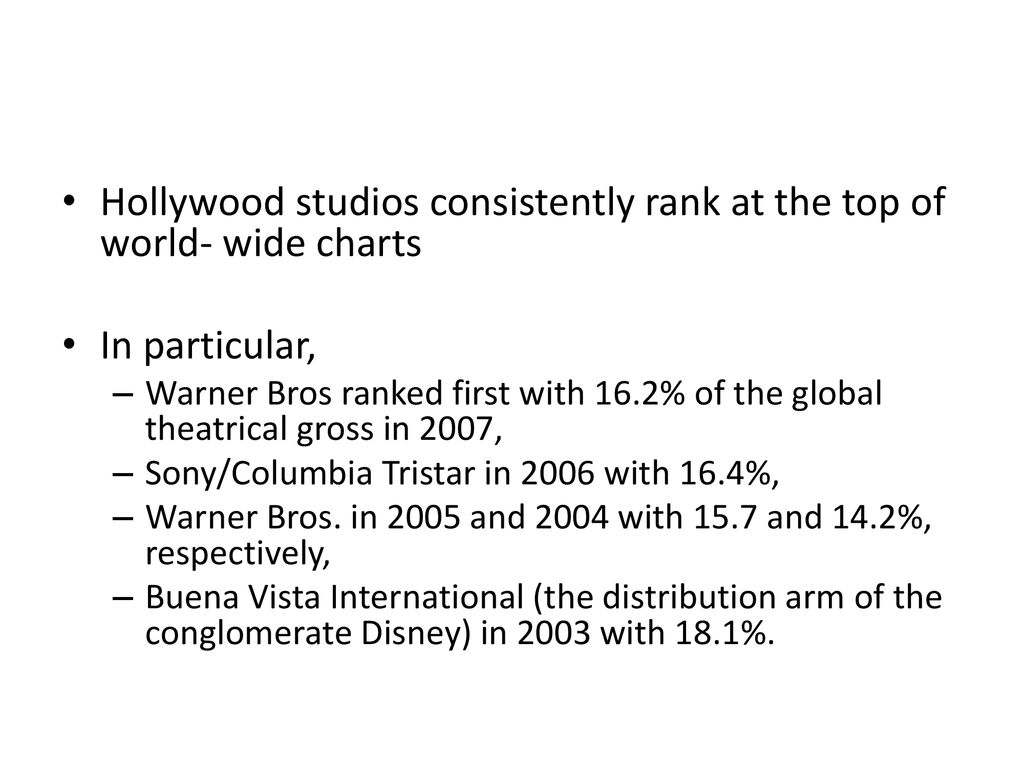 • Hollywood studios consistently rank at the top of
world- wide charts
• In particular,
– Warner Bros ranked first with 16.2% of the global
theatrical gross in 2007,
– Sony/Columbia Tristar in 2006 with 16.4%,
– Warner Bros. in 2005 and 2004 with 15.7 and 14.2%,
respectively,
– Buena Vista International (the distribution arm of the
conglomerate Disney) in 2003 with 18.1%.